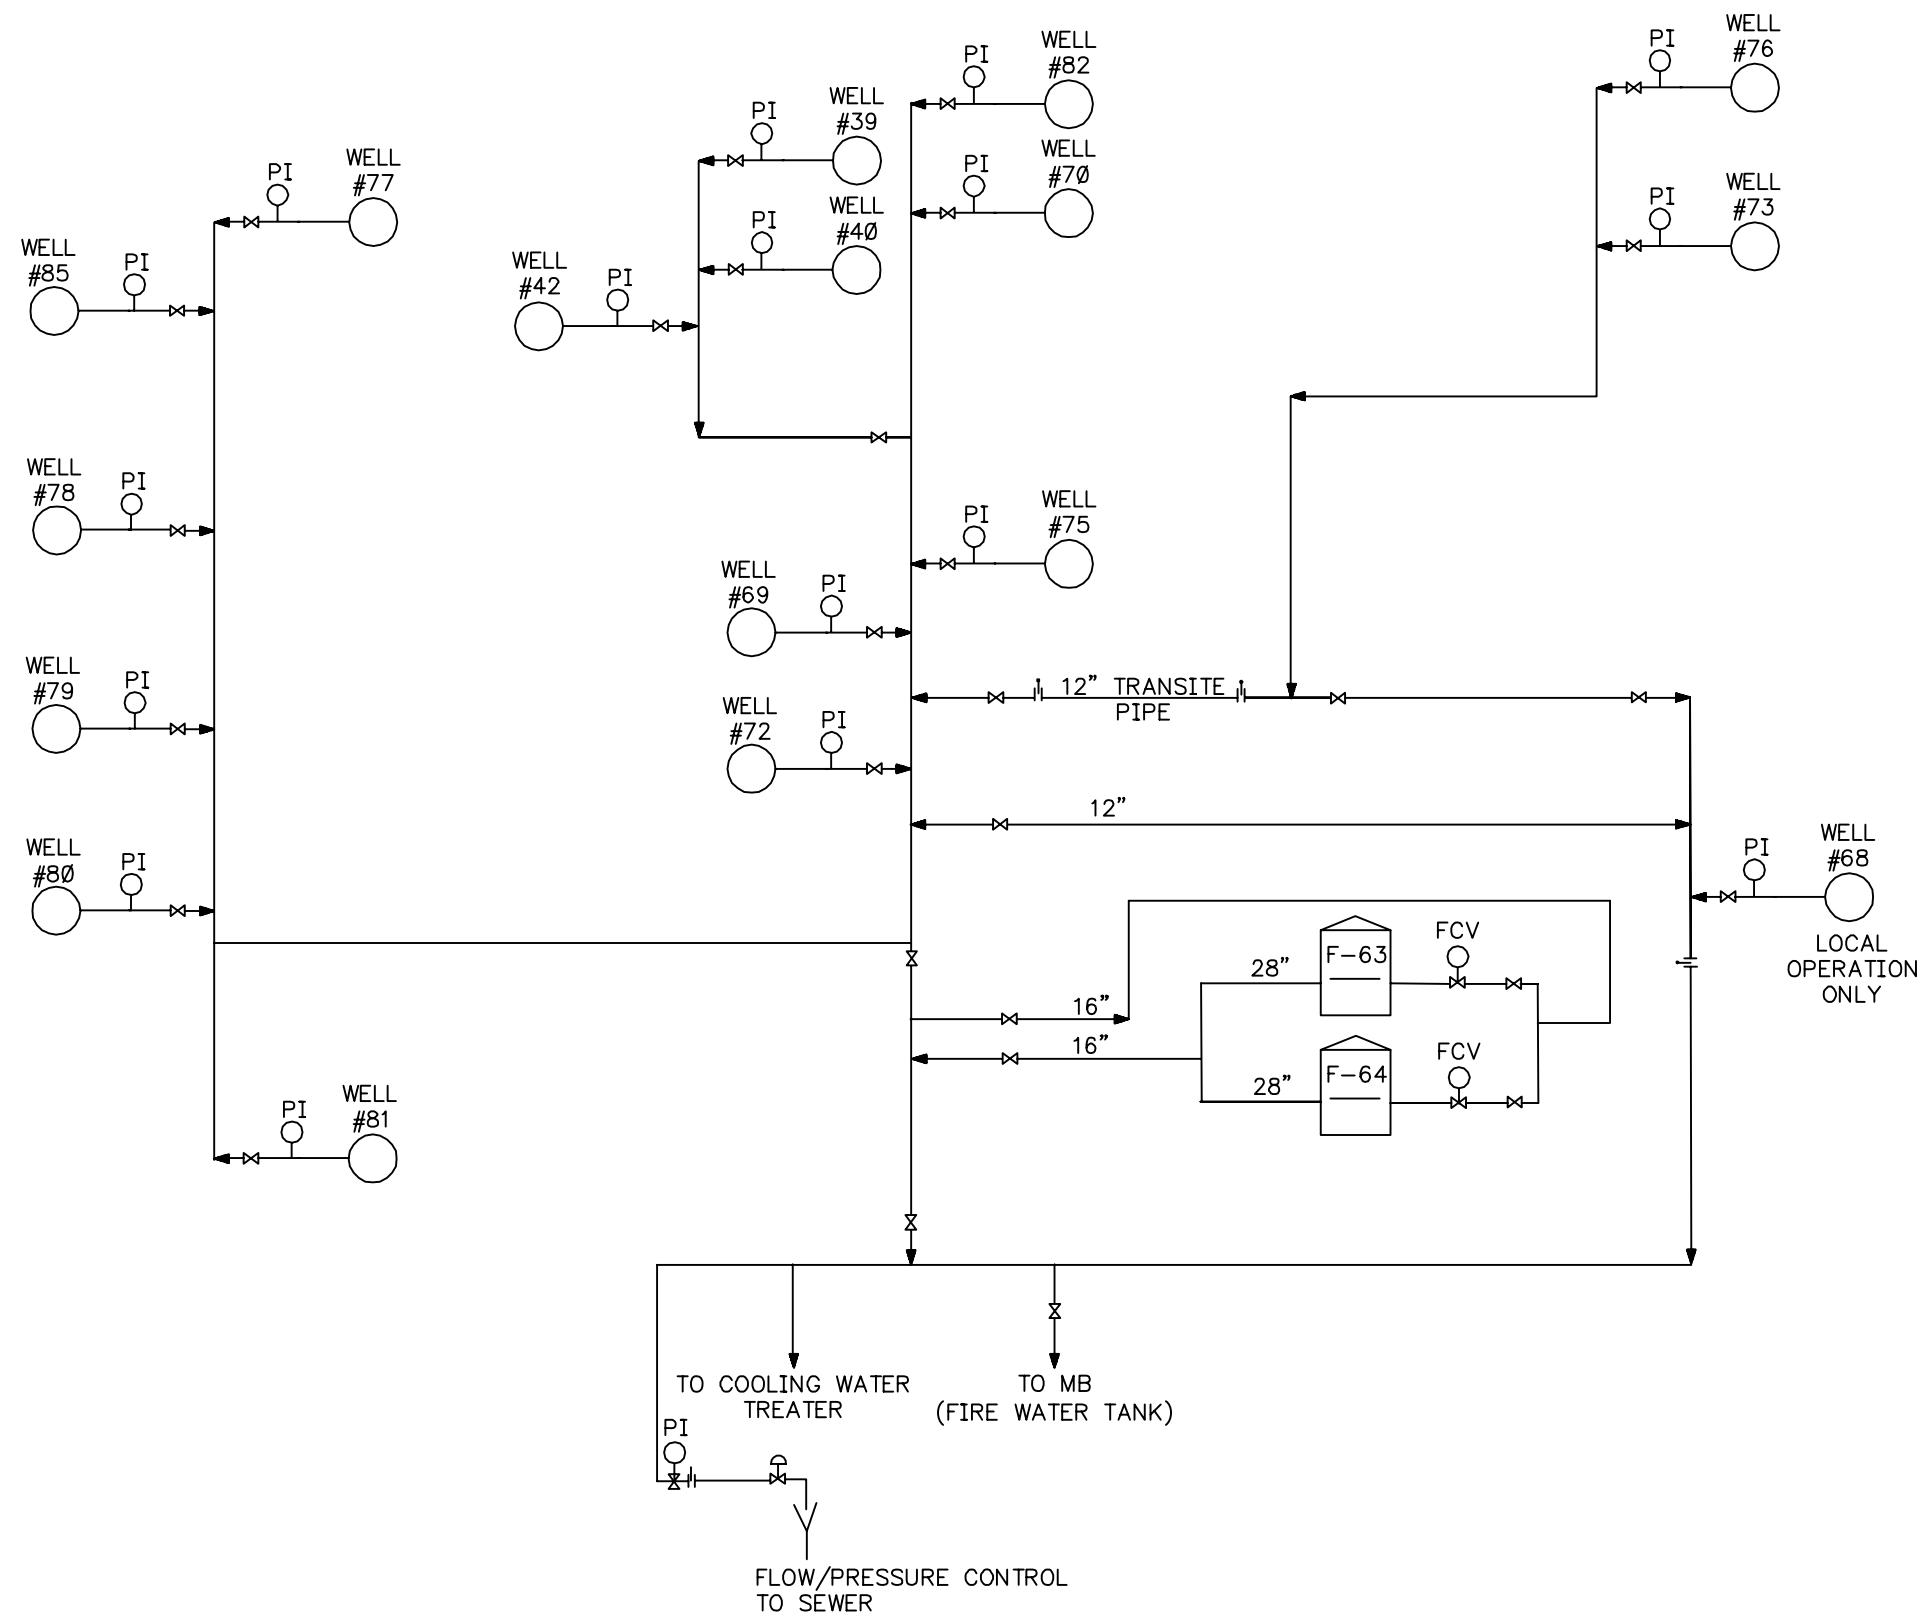 WELL
#76
PI
WELL
#82
PI
WELL
#39
PI
WELL
#70
PI
WELL
#77
PI
WELL
#73
PI
WELL
#40
PI
WELL
#85
PI
WELL
#42
PI
WELL
#78
PI
WELL
#75
PI
WELL
#69
PI
WELL
#79
PI
12" TRANSITE
PIPE
WELL
#72
PI
12"
WELL
#80
PI
WELL
#68
PI
LOCAL
OPERATION
ONLY
FCV
F-63
28"
16"
16"
FCV
F-64
28"
WELL
#81
PI
TO COOLING WATER
TREATER
TO MB
(FIRE WATER TANK)
PI
FLOW/PRESSURE CONTROL
TO SEWER